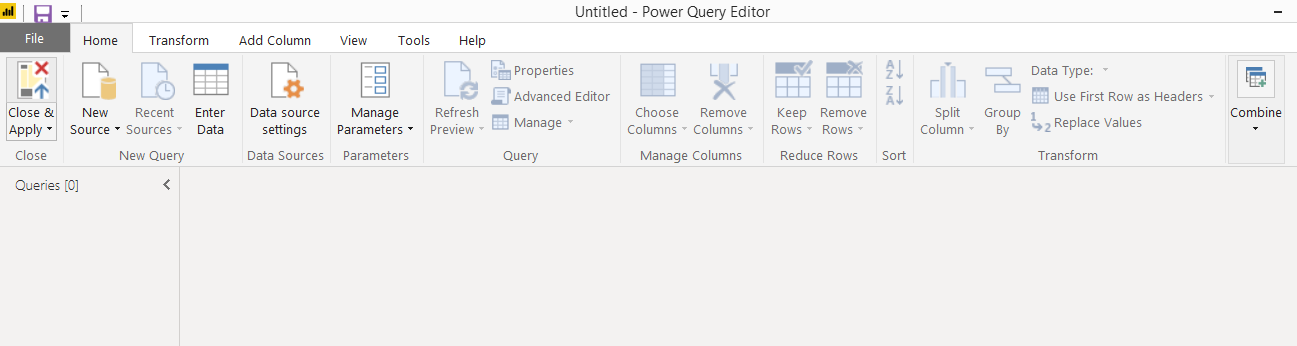 Untitled - Power Query Editor
File Home Transform Add Column View Tools Help
Close & Apply
New Source
Recent Sources
Enter Data
Data source settings
Manage Parameters
Refresh Preview
Properties
Advanced Editor
Manage
Choose Columns
Remove Columns
Keep Rows
Remove Rows
A Z
Z A
Split Column
Group By
Data Type:
Use First Row as Headers
1 2 Replace Values
Combine
Close New Query Data Sources Parameters Query Manage Columns Reduce Rows Sort Transform
Queries [0]